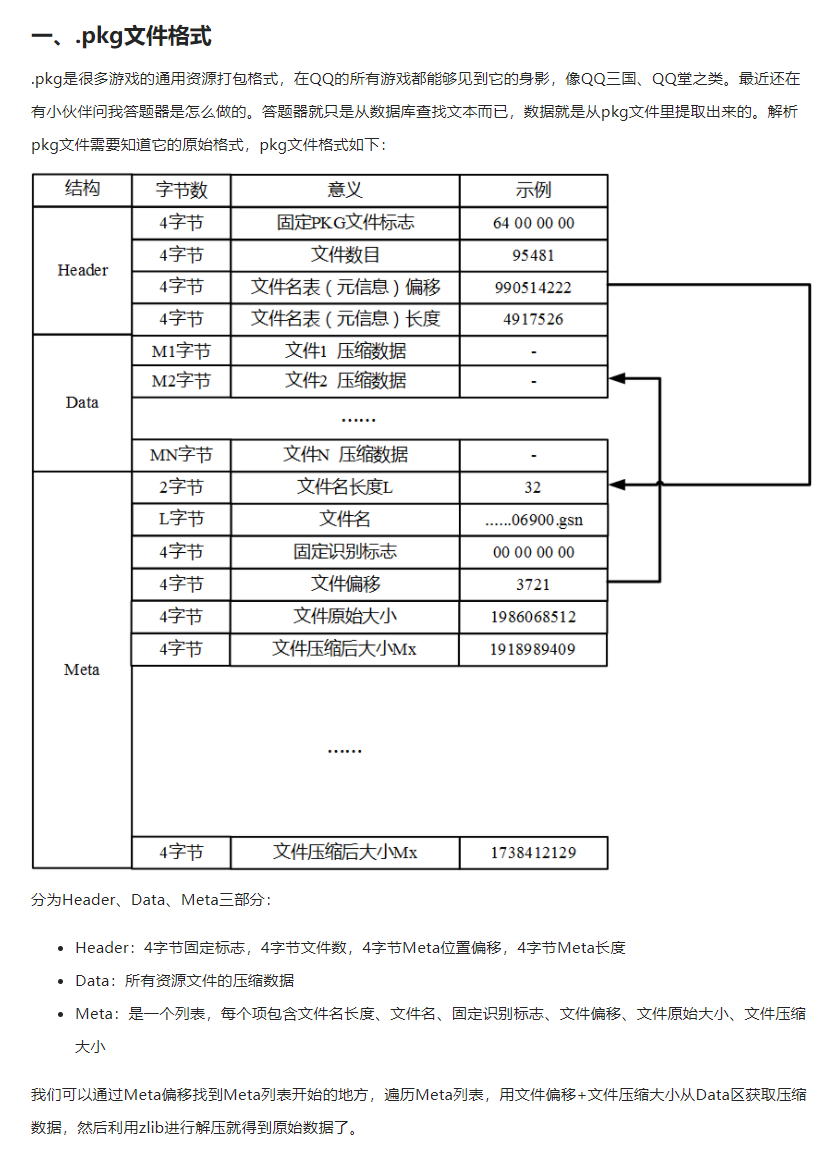 一、.pkg文件格式
.pkg是很多游戏的通用资源打包格式，在QQ的所有游戏都能够见到它的身影，像QQ三国、QQ堂之类。最近还在
有小伙伴问我答题器是怎么做的。答题器就只是从数据库查找文本而已，数据就是从pkg文件里提取出来的。解析
pkg文件需要知道它的原始格式，pkg文件格式如下：
结构 字节数 意义 示例
4字节 固定PKG文件标志 64 00 00 00
4字节 文件数目 95481
Header
4字节 文件名表（元信息）偏移 990514222
4字节 文件名表（元信息）长度 4917526
M1字节 文件1 压缩数据 -
M2字节 文件2 压缩数据 -
Data
……
MN字节 文件N 压缩数据 -
2字节 文件名长度L 32
L字节 文件名 ……06900.gsn
4字节 固定识别标志 00 00 00 00
4字节 文件偏移 3721
4字节 文件原始大小 1986068512
4字节 文件压缩后大小Mx 1918989409
Meta
……
4字节 文件压缩后大小Mx 1738412129
分为Header、Data、Meta三部分：
• Header：4字节固定标志，4字节文件数，4字节Meta位置偏移，4字节Meta长度
• Data：所有资源文件的压缩数据
• Meta：是一个列表，每个项包含文件名长度、文件名、固定识别标志、文件偏移、文件原始大小、文件压缩
大小
我们可以通过Meta偏移找到Meta列表开始的地方，遍历Meta列表，用文件偏移+文件压缩大小从Data区获取压缩
数据，然后利用zlib进行解压就得到原始数据了。